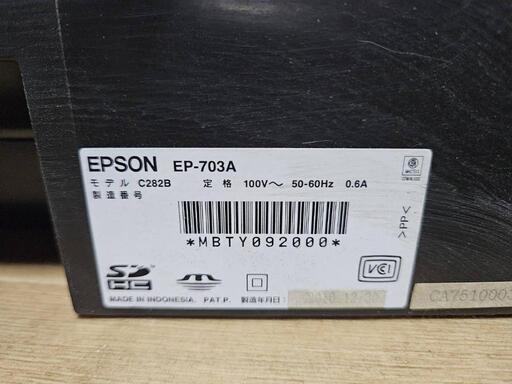 EPSON EP-703A
モデル C282B 定格 100V～ 50-60Hz 0.6A
製造番号
*MBTY092000*
>PP<
SD HC
VCI
MADE IN INDONESIA. PAT.P. 製造年月日